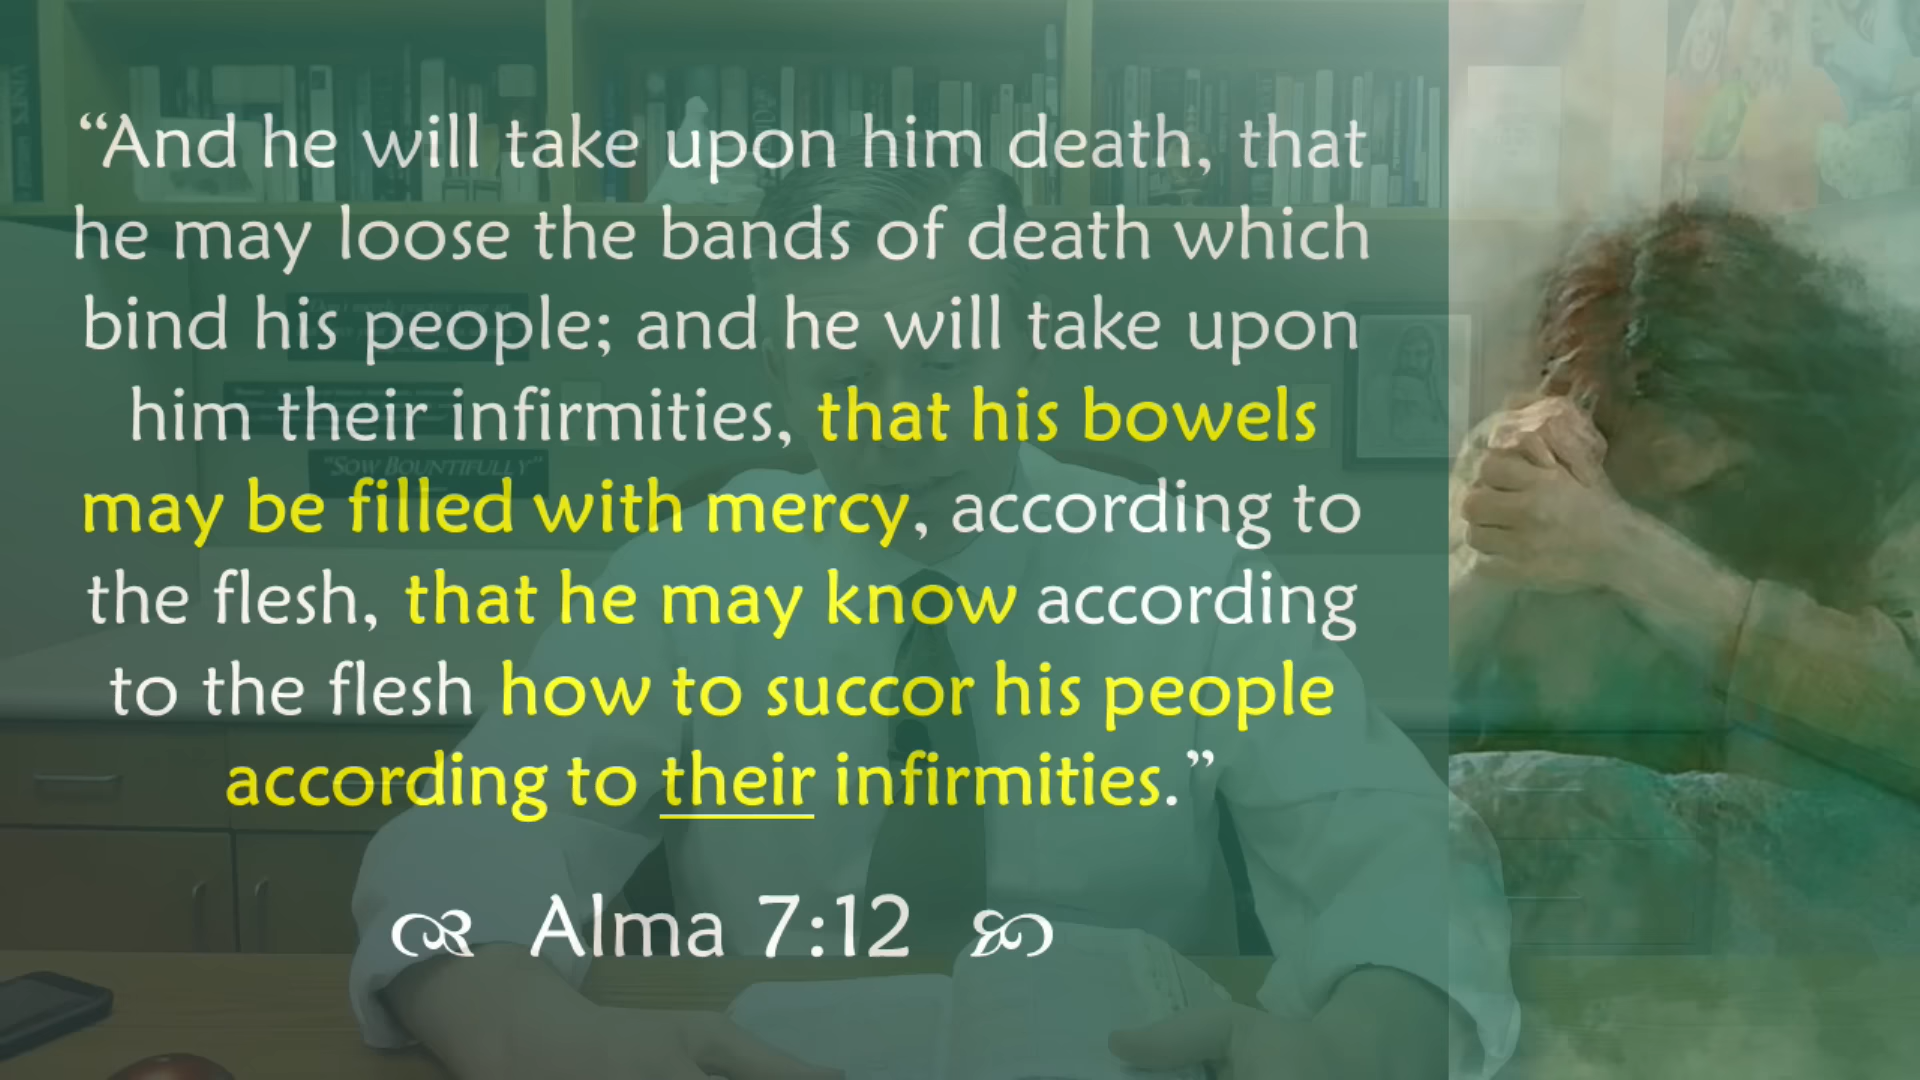 “And he will take upon him death, that
he may loose the bands of death which
bind his people; and he will take upon
him their infirmities, that his bowels
may be filled with mercy, according to
the flesh, that he may know according
to the flesh how to succor his people
according to their infirmities.”
Alma 7:12
"SOW BOUNTIFULLY"